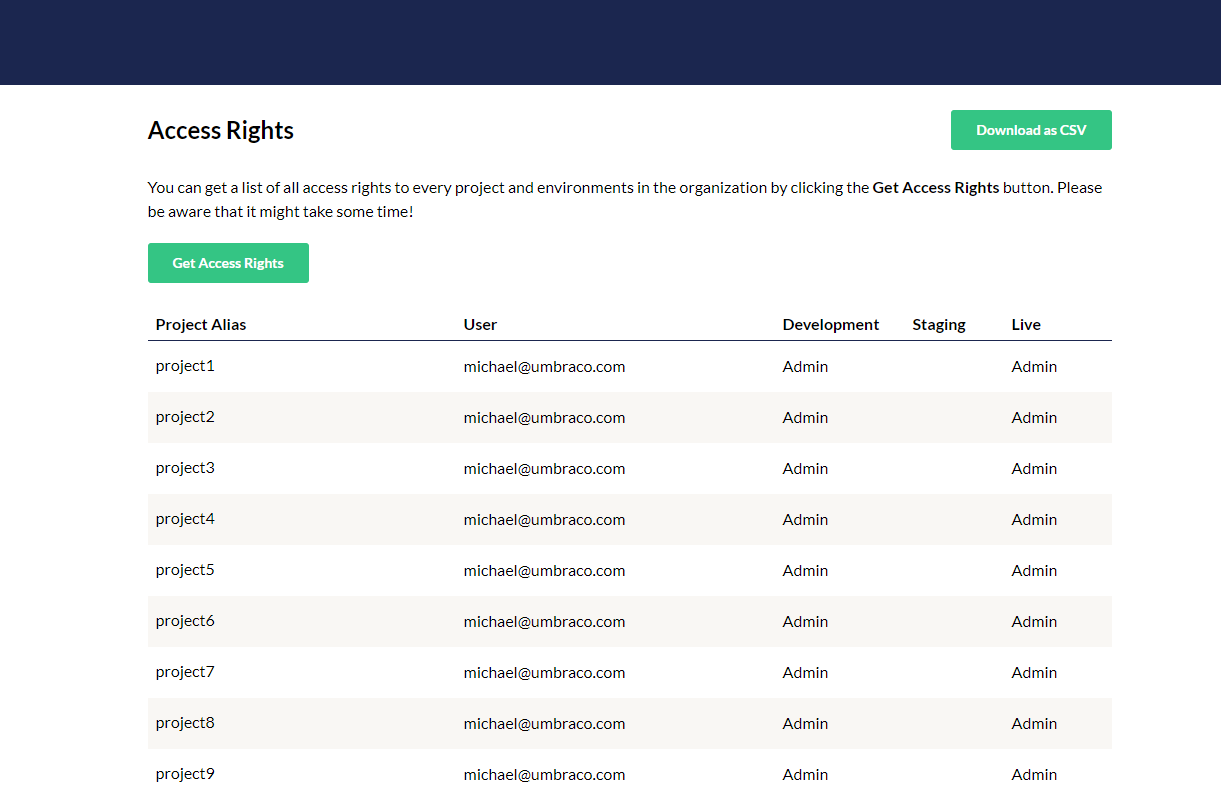 Access Rights
Download as CSV
You can get a list of all access rights to every project and environments in the organization by clicking the Get Access Rights button. Please
be aware that it might take some time!
Get Access Rights
Project Alias User Development Staging Live
project1 michael@umbraco.com Admin Admin
project2 michael@umbraco.com Admin Admin
project3 michael@umbraco.com Admin Admin
project4 michael@umbraco.com Admin Admin
project5 michael@umbraco.com Admin Admin
project6 michael@umbraco.com Admin Admin
project7 michael@umbraco.com Admin Admin
project8 michael@umbraco.com Admin Admin
project9 michael@umbraco.com Admin Admin